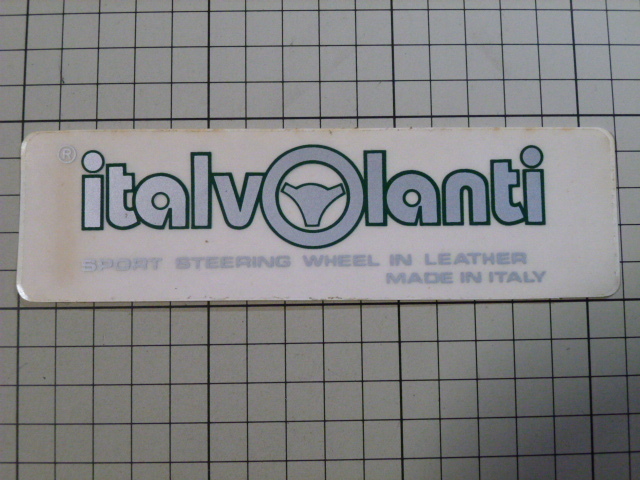 ® italvolanti
SPORT STEERING WHEEL IN LEATHER
MADE IN ITALY